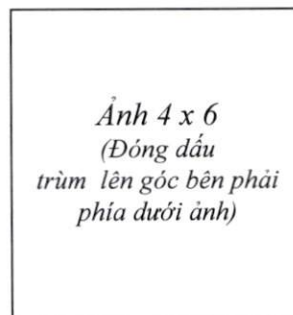 Ảnh 4 x 6
(Đóng dấu
trùm lên góc bên phải
phía dưới ảnh)